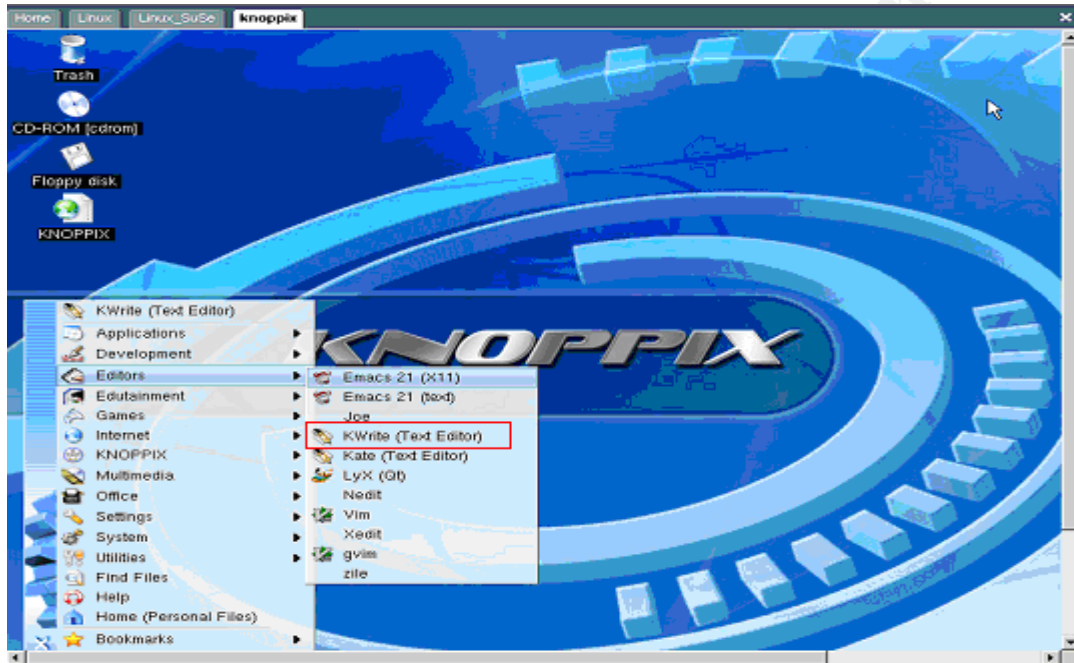 Home Linux Linux_SuSe knoppix
Trash
CD-ROM [cdrom]
Floppy disk
KNOPPIX
KNOPPIX
KWrite (Text Editor)
Applications
Development
Editors
Edutainment
Games
Internet
KNOPPIX
Multimedia
Office
Settings
System
Utilities
Find Files
Help
Home (Personal Files)
Bookmarks
Emacs 21 (X11)
Emacs 21 (text)
Joe
KWrite (Text Editor)
Kate (Text Editor)
LyX (Qt)
Nedit
Vim
Xedit
gvim
zile